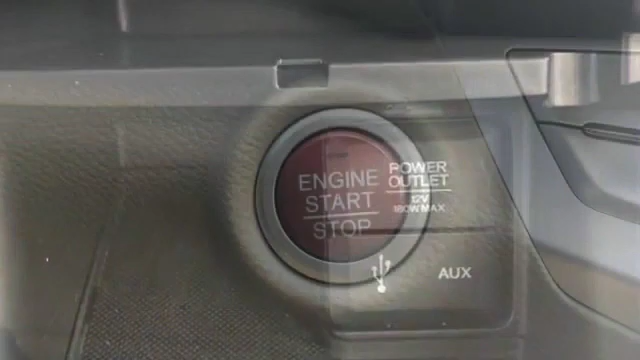 ENGINE
START
STOP
POWER
OUTLET
12V
180W MAX
AUX